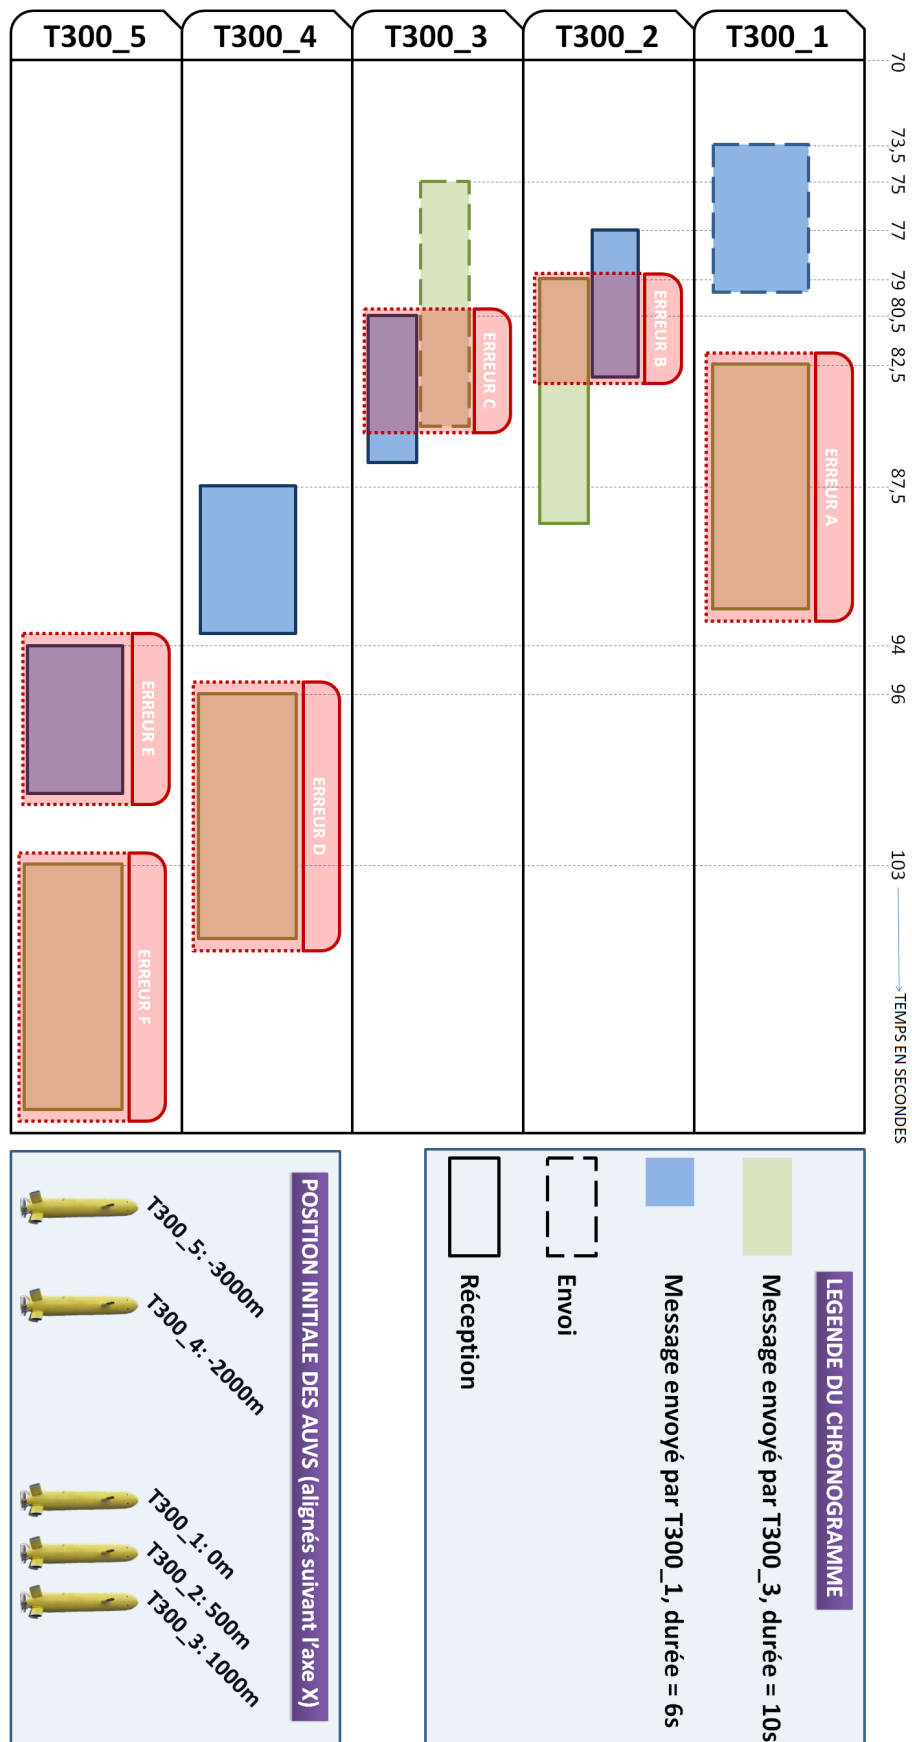 T300_5
T300_4
T300_3
T300_2
T300_1
70
73,5
75
77
79
80,5
82,5
87,5
94
96
103
TEMPS EN SECONDES
ERREUR A
ERREUR B
ERREUR C
ERREUR D
ERREUR E
ERREUR F
LEGENDE DU CHRONOGRAMME
Message envoyé par T300_3, durée = 10s
Message envoyé par T300_1, durée = 6s
Envoi
Réception
POSITION INITIALE DES AUVS (alignés suivant l'axe X)
T300_5: -3000m
T300_4: -2000m
T300_1: 0m
T300_2: 500m
T300_3: 1000m